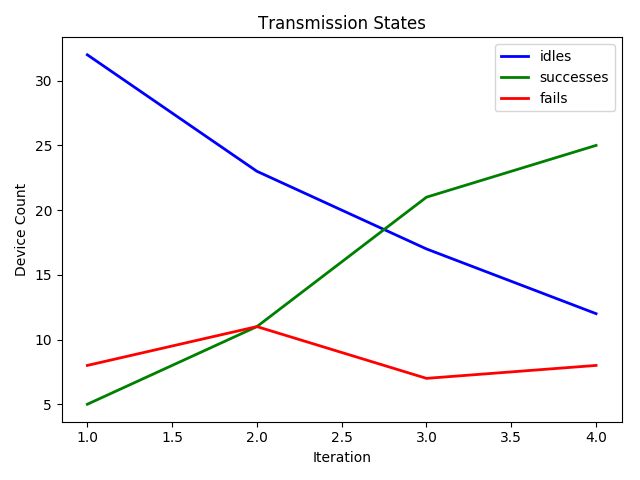 Transmission States
idles
successes
fails
Device Count
30
25
20
15
10
5
1.0 1.5 2.0 2.5 3.0 3.5 4.0
Iteration